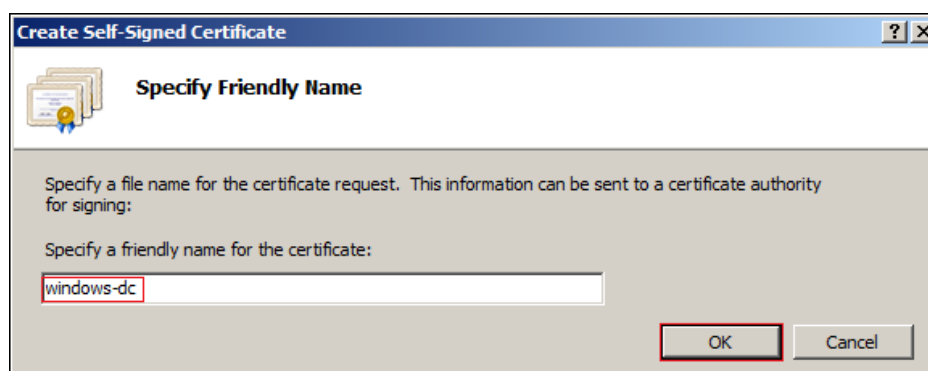 Create Self-Signed Certificate
?
Specify Friendly Name
Specify a file name for the certificate request.  This information can be sent to a certificate authority
for signing:
Specify a friendly name for the certificate:
windows-dc
OK Cancel